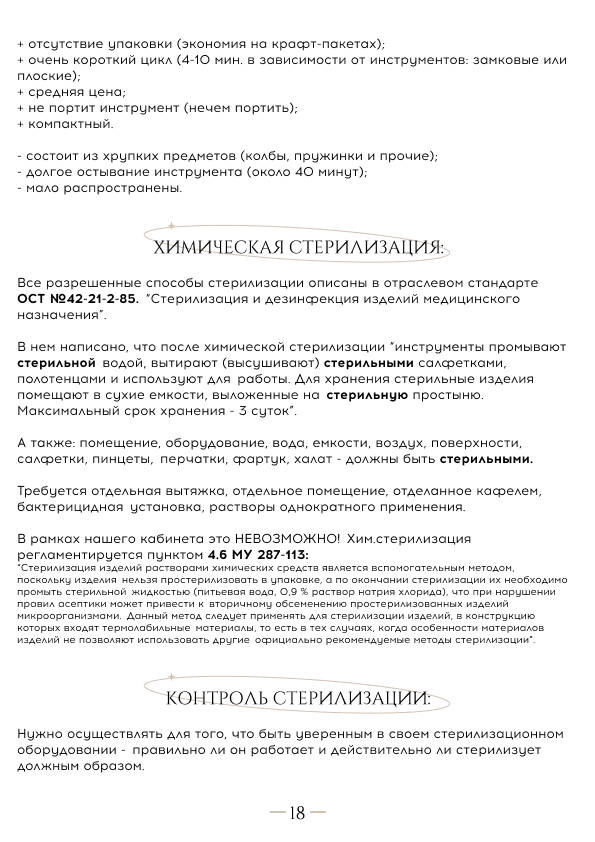 + отсутствие упаковки (экономия на крафт-пакетах);
+ очень короткий цикл (4-10 мин. в зависимости от инструментов: замковые или
плоские);
+ средняя цена;
+ не портит инструмент (нечем портить);
+ компактный.
- состоит из хрупких предметов (колбы, пружинки и прочие);
- долгое остывание инструмента (около 40 минут);
- мало распространены.
ХИМИЧЕСКАЯ СТЕРИЛИЗАЦИЯ:
Все разрешенные способы стерилизации описаны в отраслевом стандарте
ОСТ №42-21-2-85. "Стерилизация и дезинфекция изделий медицинского
назначения".
В нем написано, что после химической стерилизации "инструменты промывают
стерильной водой, вытирают (высушивают) стерильными салфетками,
полотенцами и используют для работы. Для хранения стерильные изделия
помещают в сухие емкости, выложенные на стерильную простыню.
Максимальный срок хранения - 3 суток".
А также: помещение, оборудование, вода, емкости, воздух, поверхности,
салфетки, пинцеты, перчатки, фартук, халат - должны быть стерильными.
Требуется отдельная вытяжка, отдельное помещение, отделанное кафелем,
бактерицидная установка, растворы однократного применения.
В рамках нашего кабинета это НЕВОЗМОЖНО! Хим.стерилизация
регламентируется пунктом 4.6 МУ 287-113:
"Стерилизация изделий растворами химических средств является вспомогательным методом,
поскольку изделия нельзя простерилизовать в упаковке, а по окончании стерилизации их необходимо
промыть стерильной жидкостью (питьевая вода, 0,9 % раствор натрия хлорида), что при нарушении
правил асептики может привести к вторичному обсеменению простерилизованных изделий
микроорганизмами. Данный метод следует применять для стерилизации изделий, в конструкцию
которых входят термолабильные материалы, то есть в тех случаях, когда особенности материалов
изделий не позволяют использовать другие официально рекомендуемые методы стерилизации".
КОНТРОЛЬ СТЕРИЛИЗАЦИИ:
Нужно осуществлять для того, что быть уверенным в своем стерилизационном
оборудовании - правильно ли он работает и действительно ли стерилизует
должным образом.
— 18 —